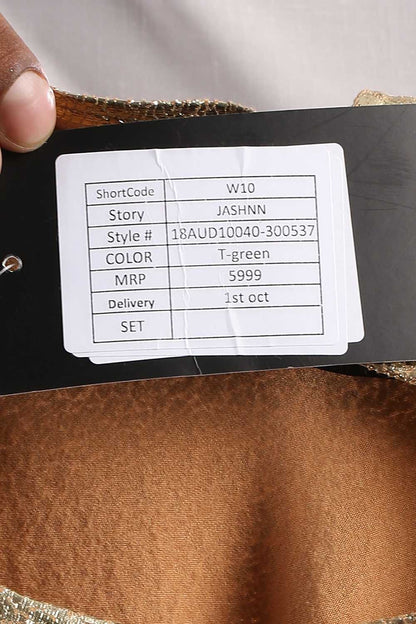 ShortCode W10
Story JASHNN
Style # 18AUD10040-300537
COLOR T-green
MRP 5999
Delivery 1st oct
SET